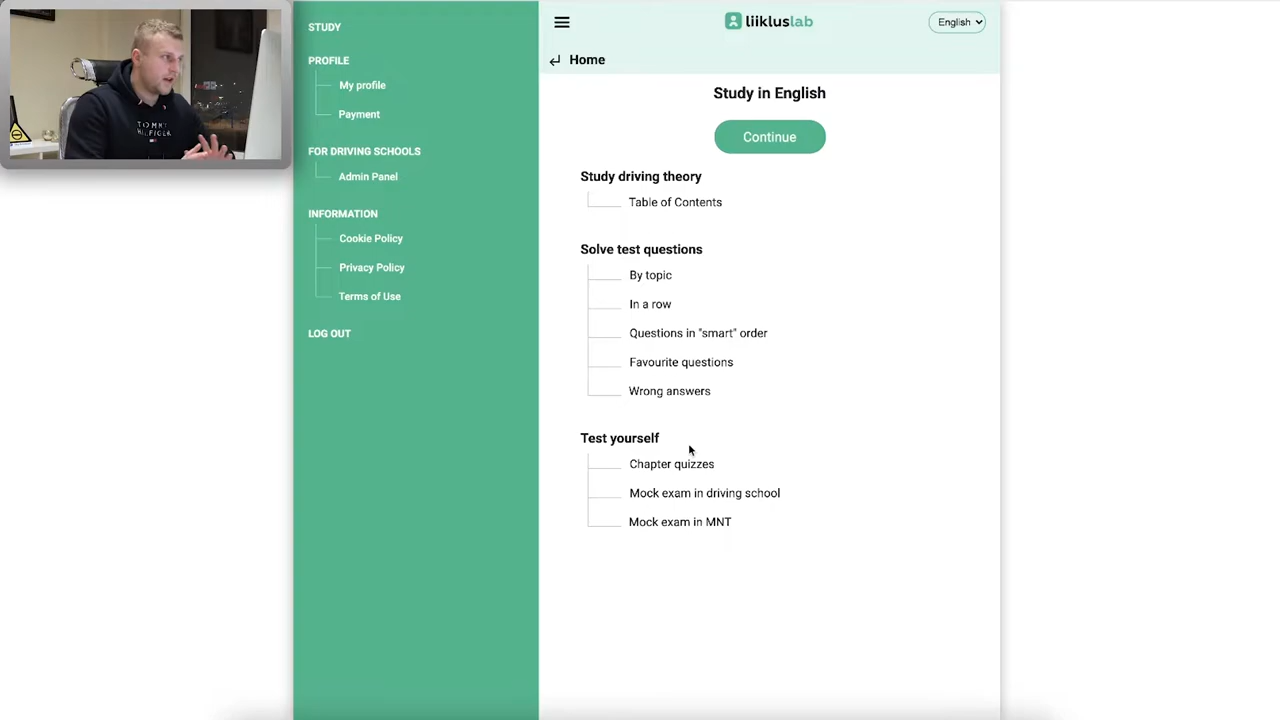 STUDY
PROFILE
My profile
Payment
FOR DRIVING SCHOOLS
Admin Panel
INFORMATION
Cookie Policy
Privacy Policy
Terms of Use
LOG OUT
liikluslab
English
Home
Study in English
Continue
Study driving theory
Table of Contents
Solve test questions
By topic
In a row
Questions in "smart" order
Favourite questions
Wrong answers
Test yourself
Chapter quizzes
Mock exam in driving school
Mock exam in MNT
TOMMY
HILFIGER